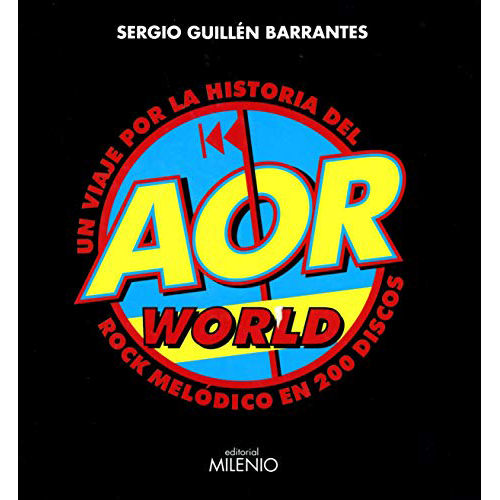 SERGIO GUILLÉN BARRANTES
UN VIAJE POR LA HISTORIA DEL
AOR
WORLD
ROCK MELÓDICO EN 200 DISCOS
editorial
MILENIO